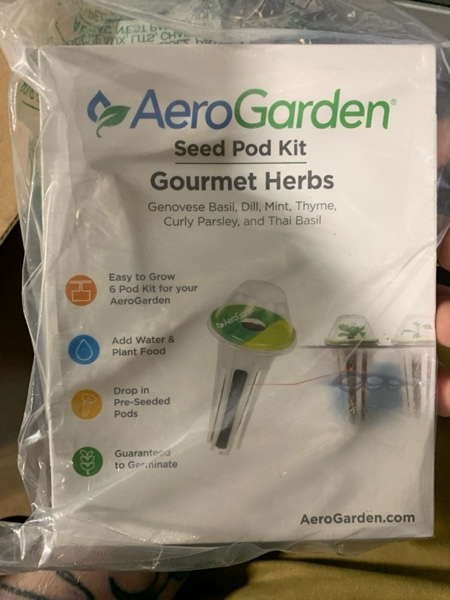 AeroGarden®
Seed Pod Kit
Gourmet Herbs
Genovese Basil, Dill, Mint, Thyme,
Curly Parsley, and Thai Basil
Easy to Grow
6 Pod Kit for your
AeroGarden
Add Water &
Plant Food
Drop in
Pre-Seeded
Pods
Guaranteed
to Germinate
AeroGarden.com